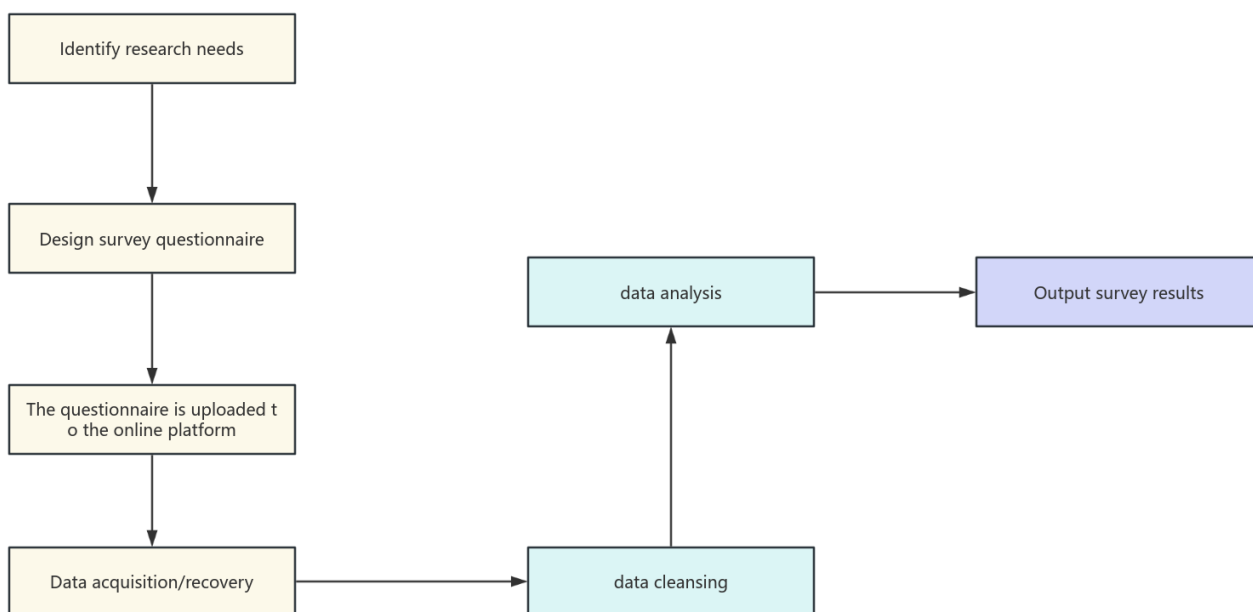 Identify research needs
Design survey questionnaire
The questionnaire is uploaded t
o the online platform
Data acquisition/recovery
data cleansing
data analysis
Output survey results